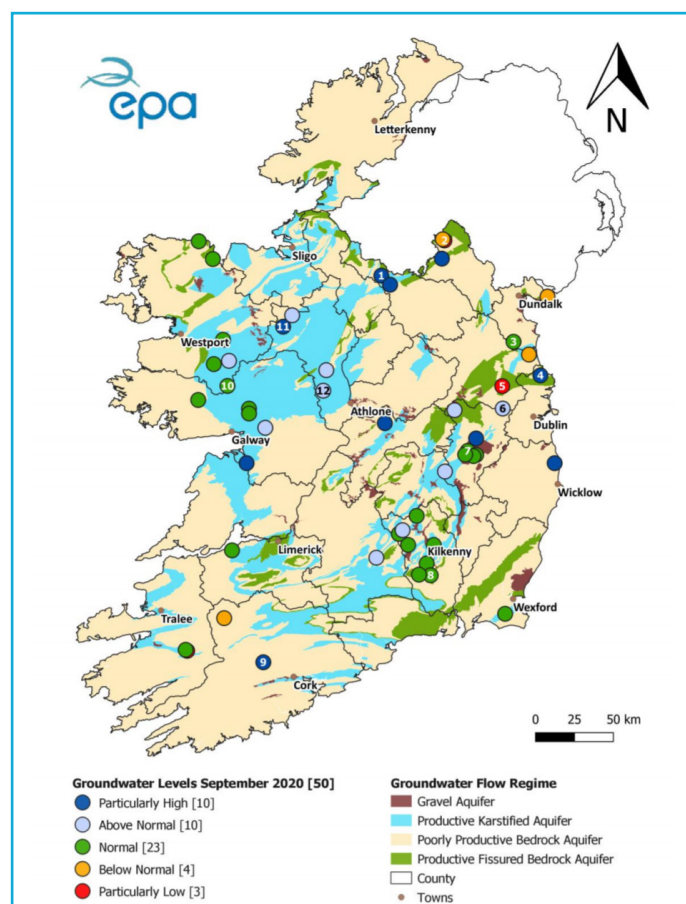 epa
N
Letterkenny
2
Sligo
1
Dundalk
11
Westport
3
4
10
12
5
6
Athlone
Dublin
Galway
7
Wicklow
Limerick
Kilkenny
8
Wexford
Tralee
9
Cork
0 25 50 km
Groundwater Levels September 2020 [50]
Particularly High [10]
Above Normal [10]
Normal [23]
Below Normal [4]
Particularly Low [3]
Groundwater Flow Regime
Gravel Aquifer
Productive Karstified Aquifer
Poorly Productive Bedrock Aquifer
Productive Fissured Bedrock Aquifer
County
Towns